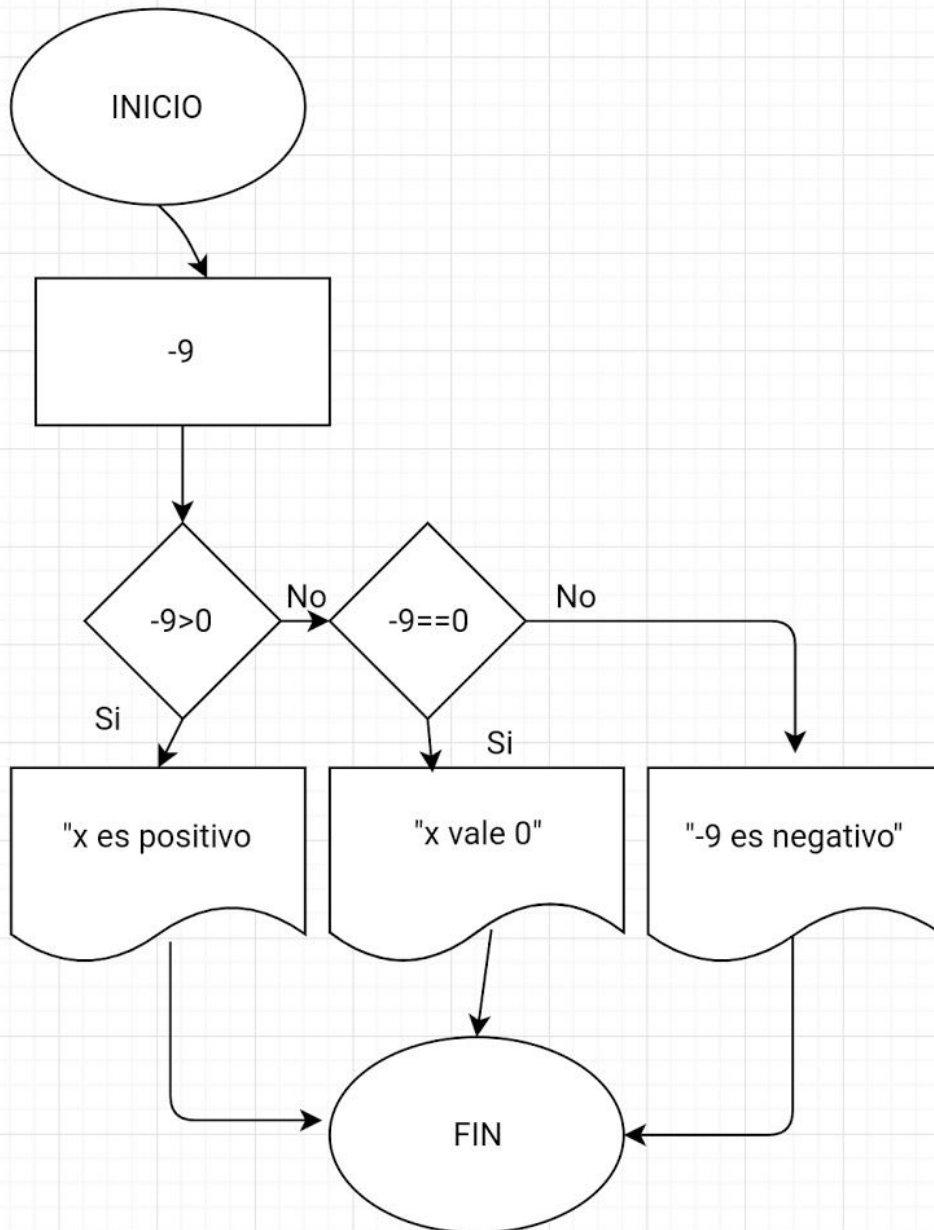 INICIO
-9
-9>0
No
-9==0
No
Si
Si
"x es positivo
"x vale 0"
"-9 es negativo"
FIN